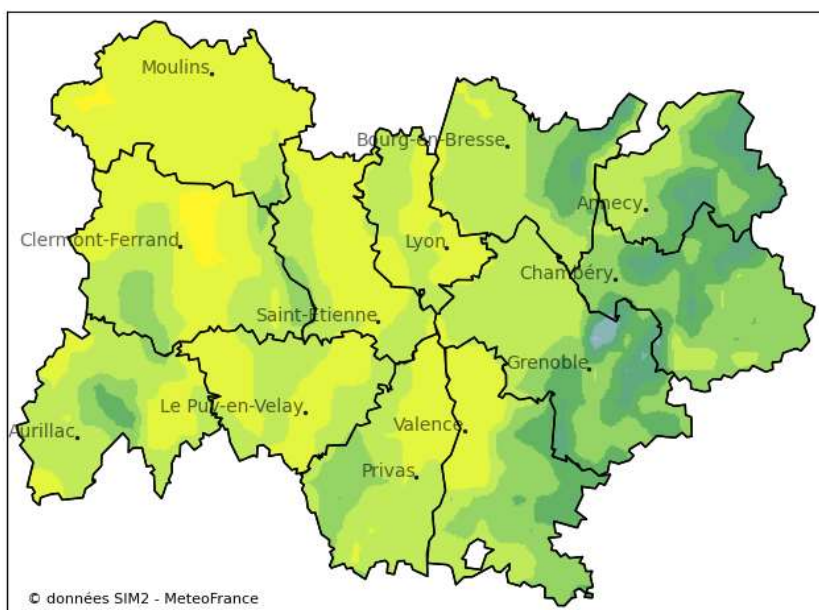 Moulins
Bourg-en-Bresse
Annecy
Clermont-Ferrand
Lyon
Chambéry
Saint-Etienne
Grenoble
Le Puy-en-Velay
Aurillac
Valence
Privas
© données SIM2 - MeteoFrance